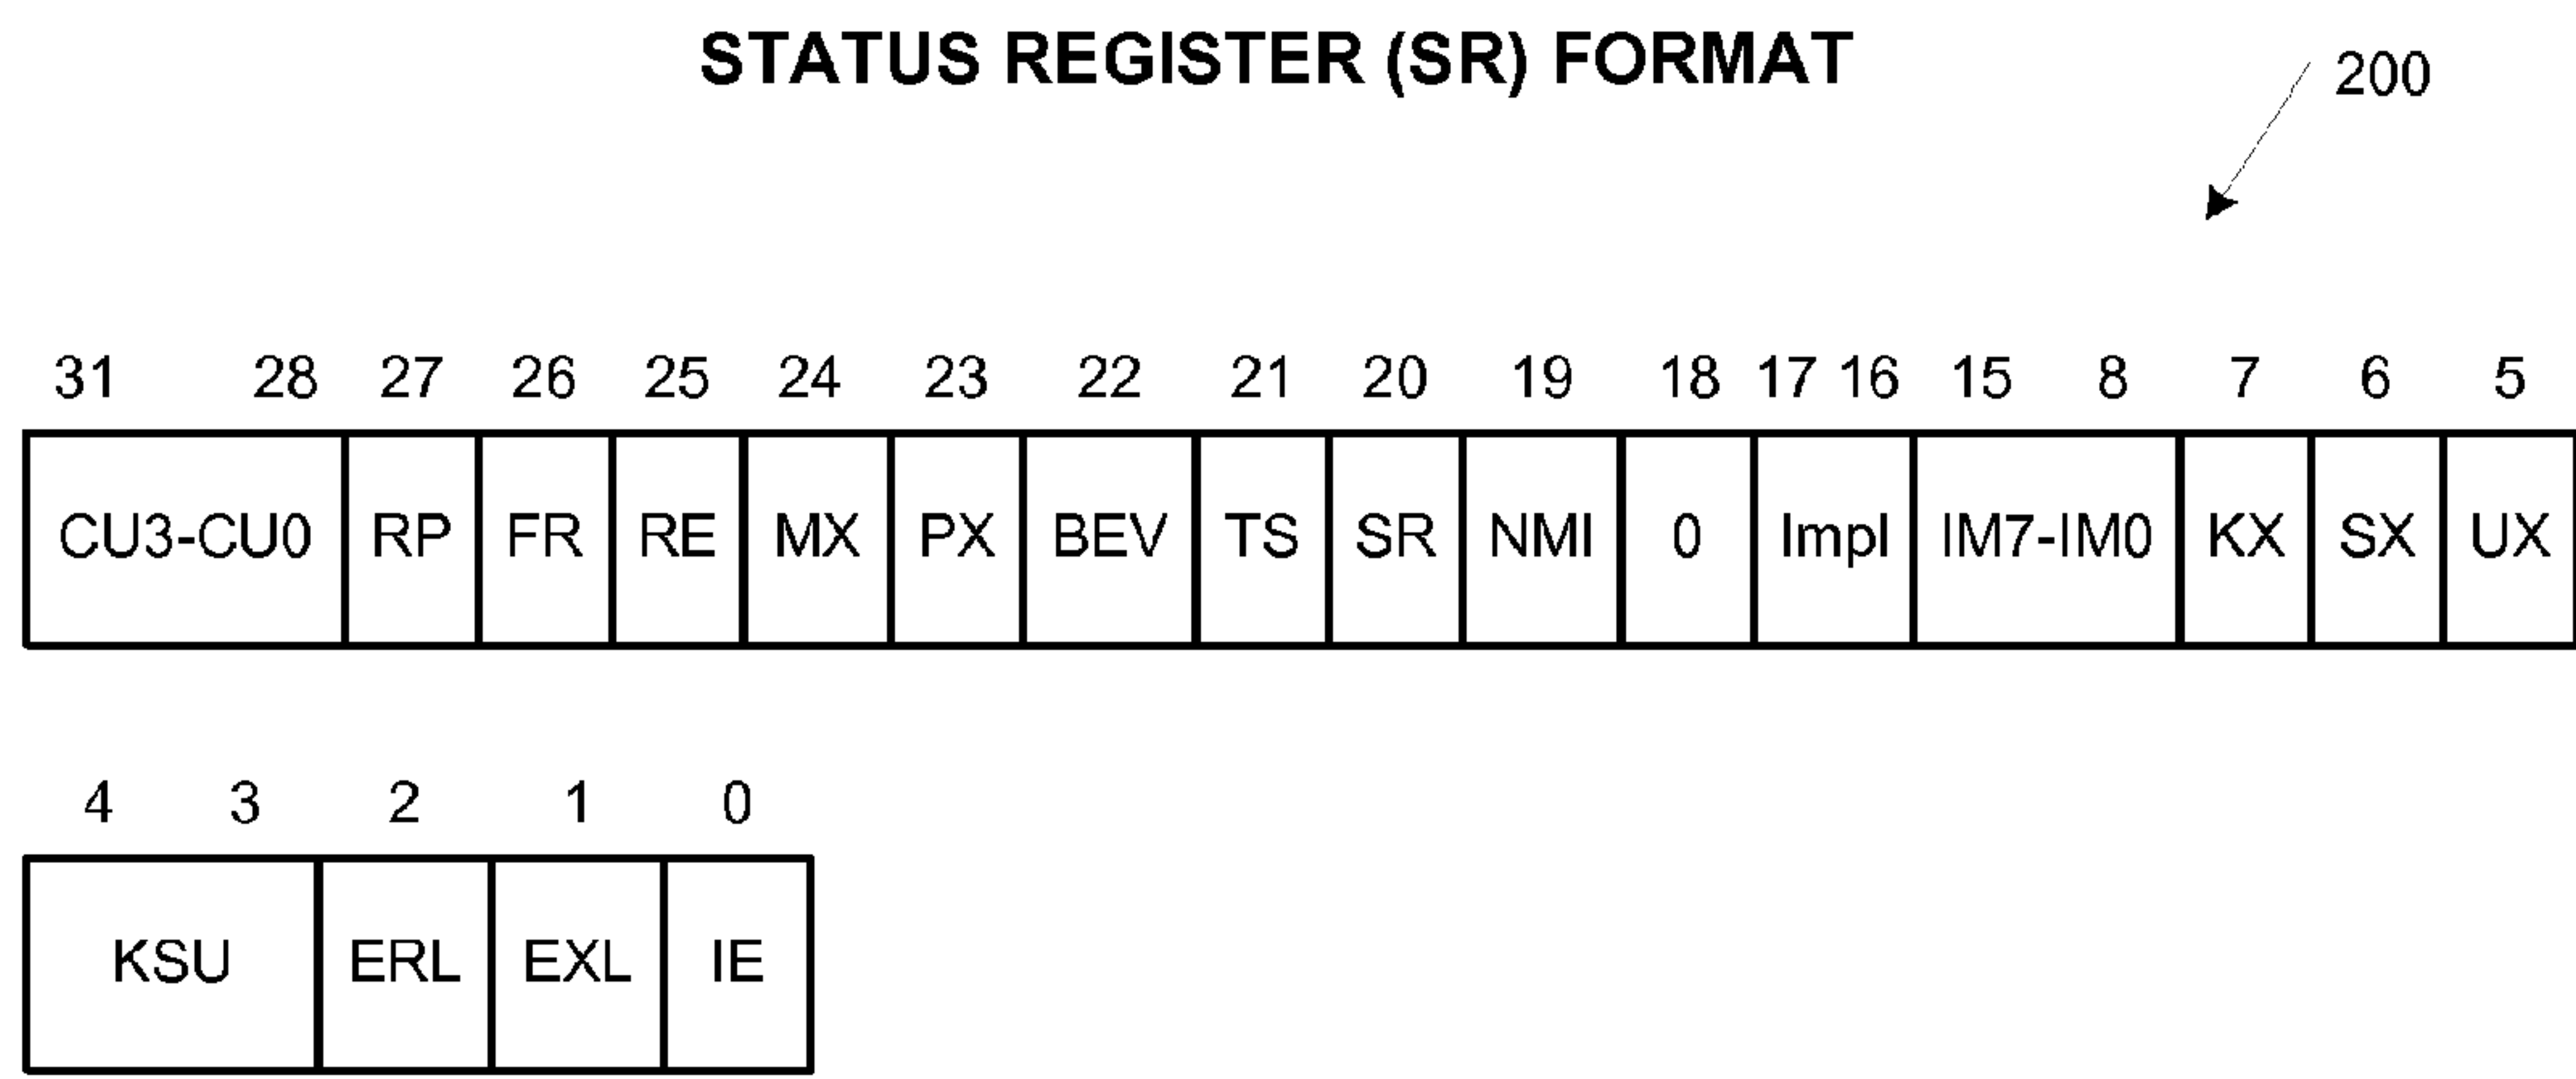 STATUS REGISTER (SR) FORMAT
200
31 28 27 26 25 24 23 22 21 20 19 18 17 16 15 8 7 6 5
CU3-CU0 RP FR RE MX PX BEV TS SR NMI 0 Impl IM7-IM0 KX SX UX
4 3 2 1 0
KSU ERL EXL IE